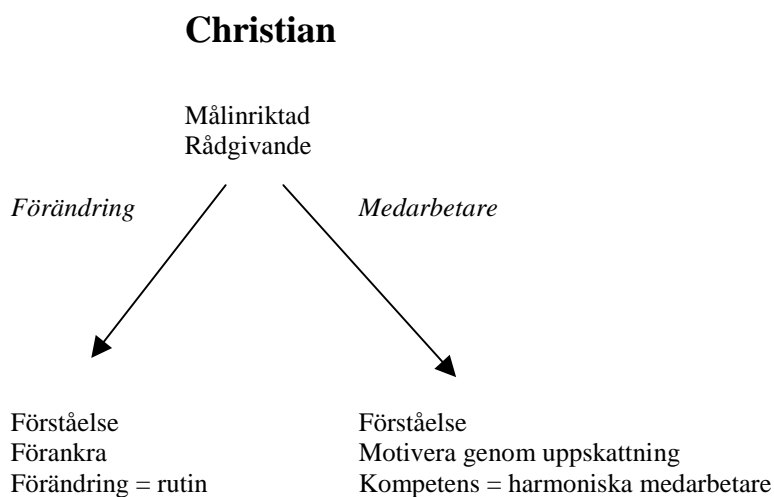 Christian
Målinriktad
Rådgivande
Förändring
Medarbetare
Förståelse
Förankra
Förändring = rutin
Förståelse
Motivera genom uppskattning
Kompetens = harmoniska medarbetare